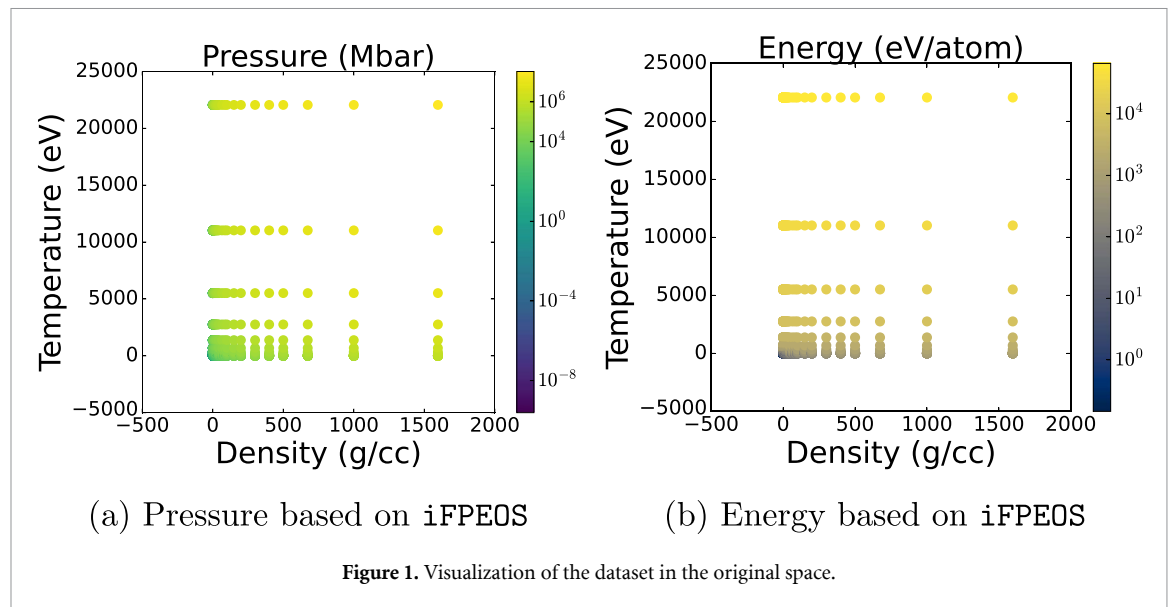 Pressure (Mbar)
25000
20000
15000
10000
5000
0
−5000
−500 0 500 1000 1500 2000
Temperature (eV)
Density (g/cc)
10^6
10^4
10^0
10^−4
10^−8
(a) Pressure based on iFPEOS
Energy (eV/atom)
25000
20000
15000
10000
5000
0
−5000
−500 0 500 1000 1500 2000
Temperature (eV)
Density (g/cc)
10^4
10^3
10^2
10^1
10^0
(b) Energy based on iFPEOS
Figure 1. Visualization of the dataset in the original space.